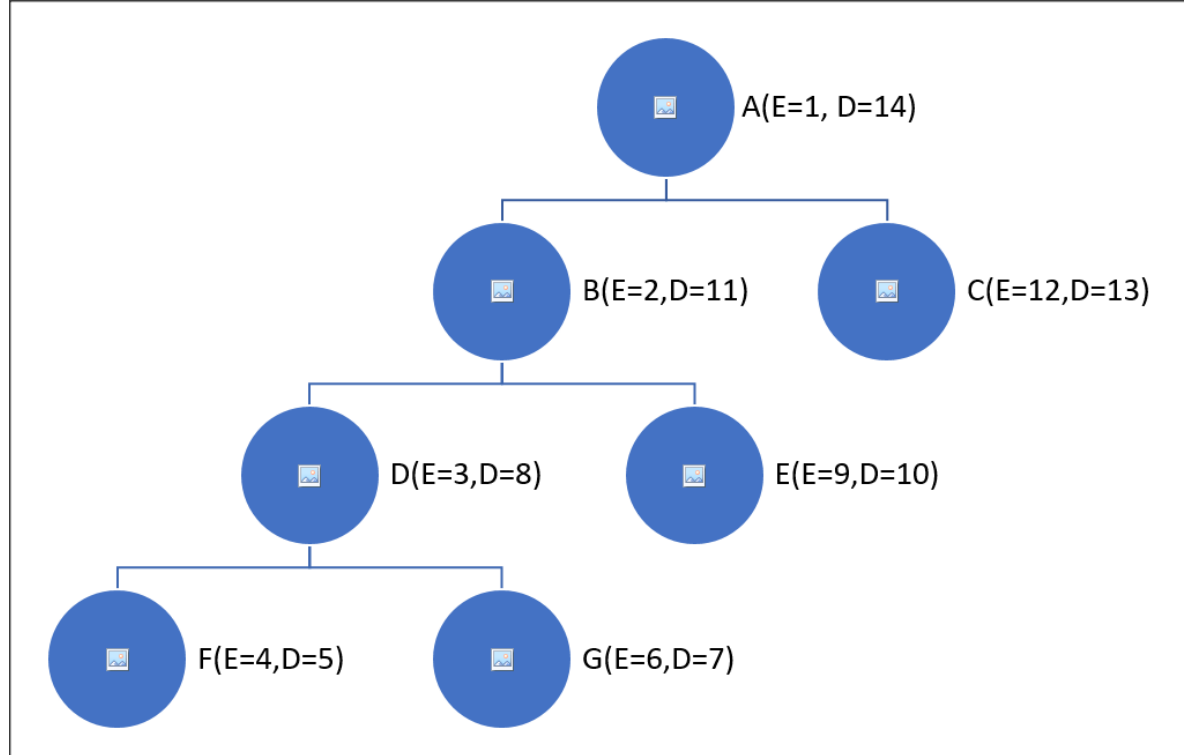 A(E=1, D=14)
B(E=2,D=11)
C(E=12,D=13)
D(E=3,D=8)
E(E=9,D=10)
F(E=4,D=5)
G(E=6,D=7)